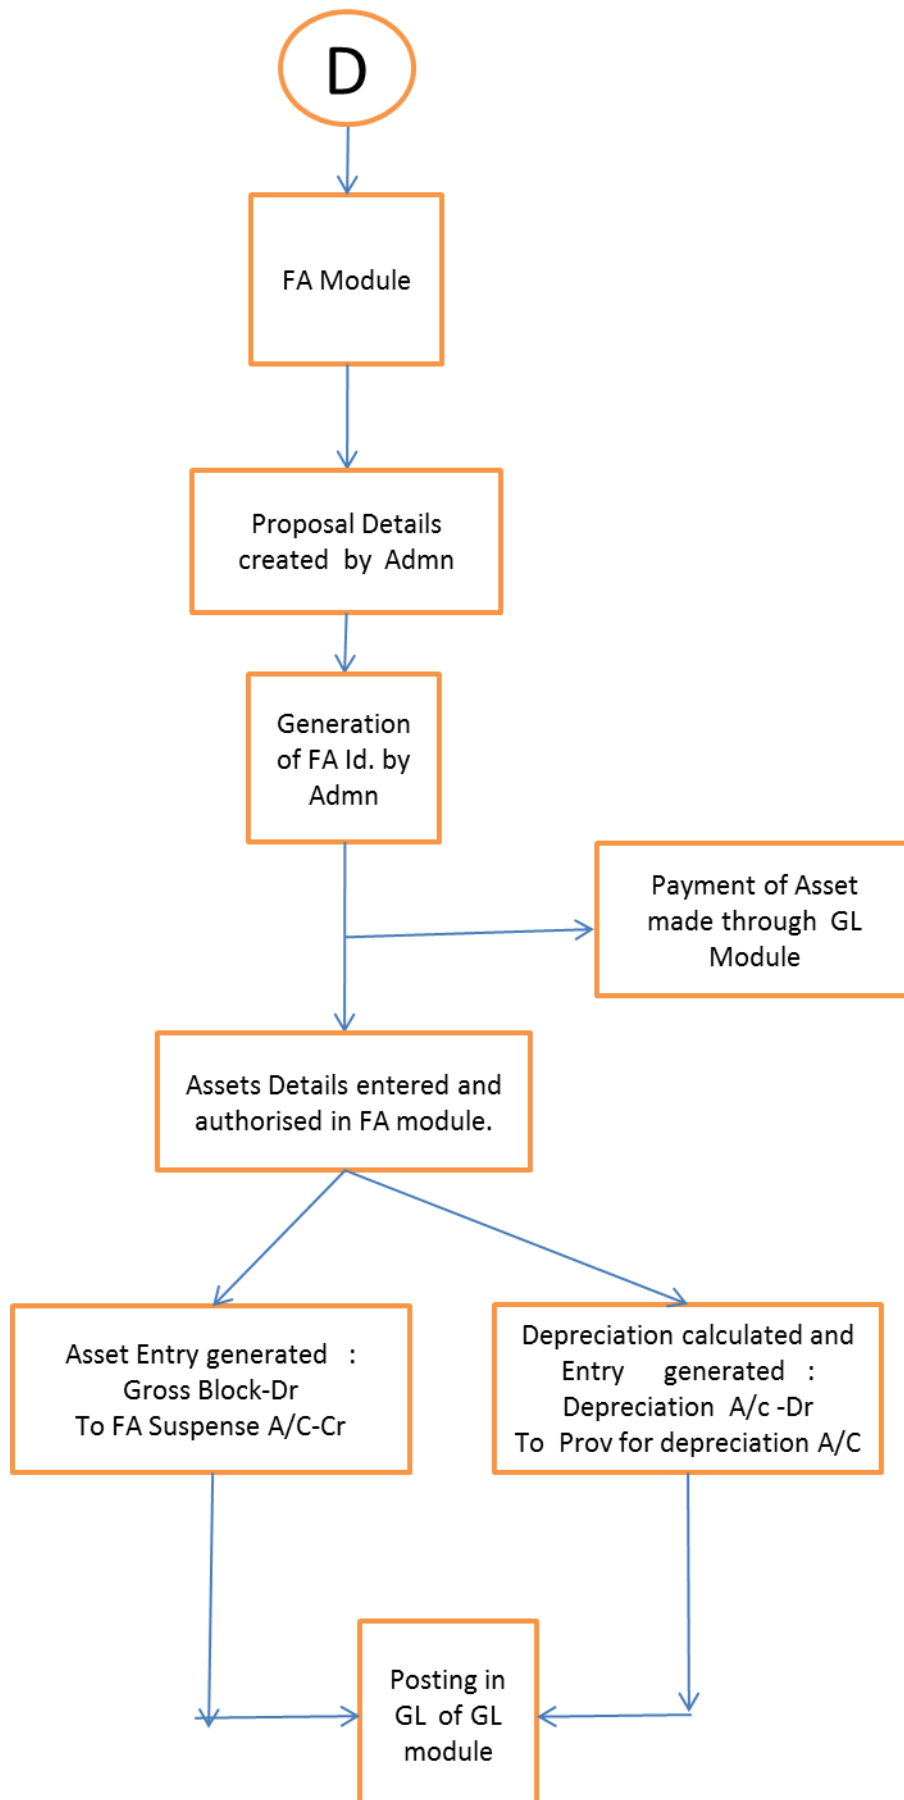 D
FA Module
Proposal Details
created by Admn
Generation
of FA Id. by
Admn
Payment of Asset
made through GL
Module
Assets Details entered and
authorised in FA module.
Asset Entry generated :
Gross Block-Dr
To FA Suspense A/C-Cr
Depreciation calculated and
Entry generated :
Depreciation A/c -Dr
To Prov for depreciation A/C
Posting in
GL of GL
module